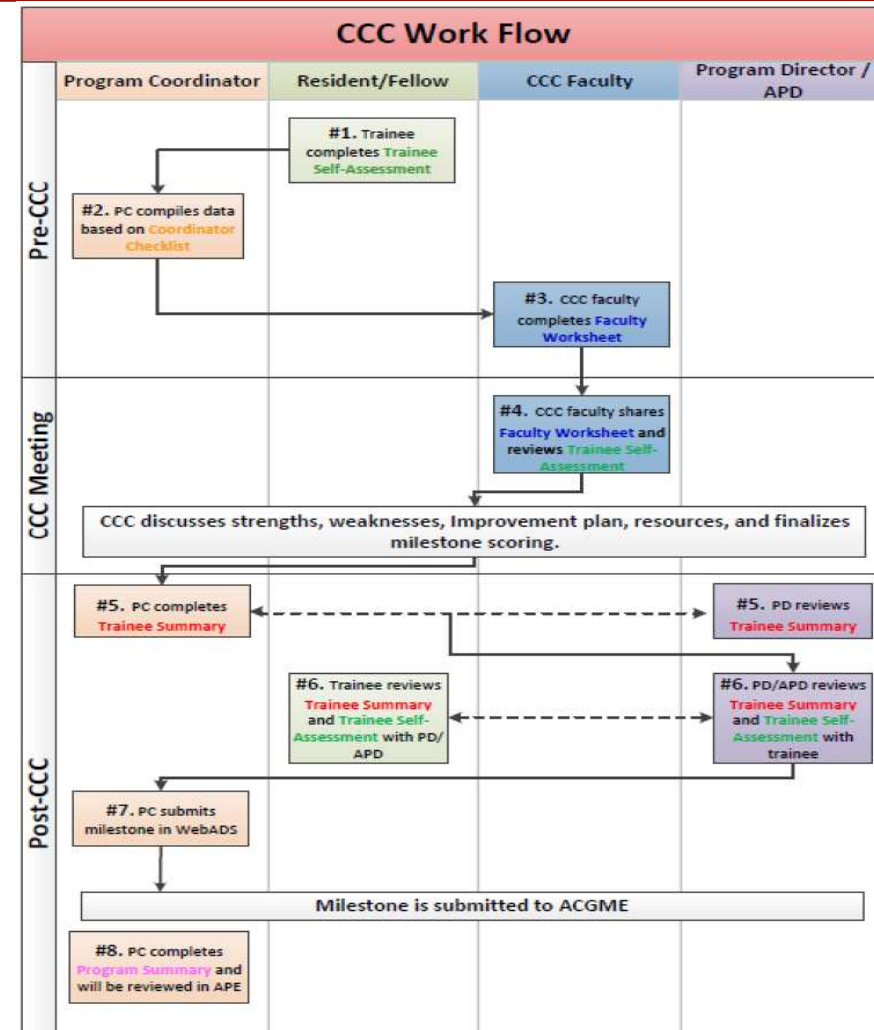 CCC Work Flow
Program Coordinator
Resident/Fellow
CCC Faculty
Program Director /
APD
Pre-CCC
#1. Trainee
completes Trainee
Self-Assessment
#2. PC compiles data
based on Coordinator
Checklist
#3. CCC faculty
completes Faculty
Worksheet
CCC Meeting
#4. CCC faculty shares
Faculty Worksheet and
reviews Trainee Self-
Assessment
CCC discusses strengths, weaknesses, Improvement plan, resources, and finalizes
milestone scoring.
Post-CCC
#5. PC completes
Trainee Summary
#5. PD reviews
Trainee Summary
#6. Trainee reviews
Trainee Summary
and Trainee Self-
Assessment with PD/
APD
#6. PD/APD reviews
Trainee Summary
and Trainee Self-
Assessment with
trainee
#7. PC submits
milestone in WebADS
Milestone is submitted to ACGME
#8. PC completes
Program Summary and
will be reviewed in APE